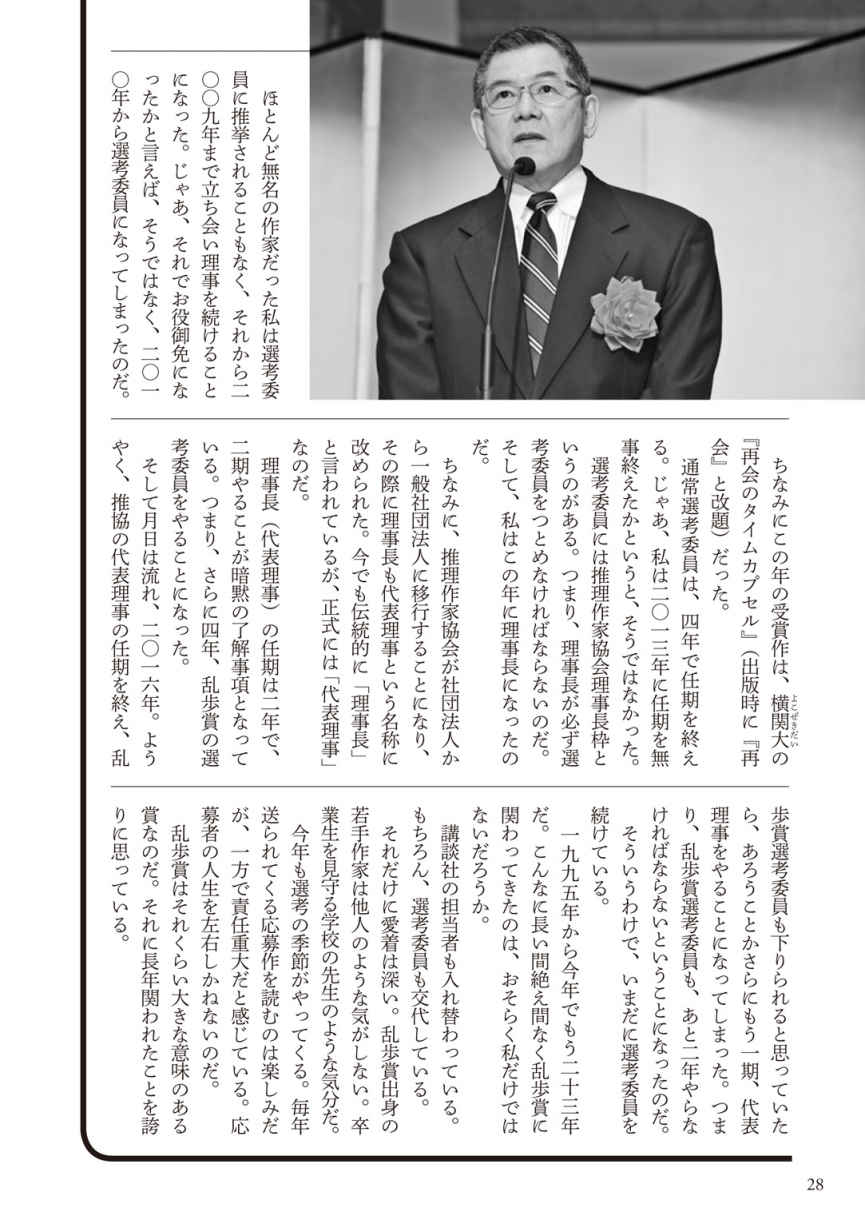 ほとんど無名の作家だった私は選考委
員に推挙されることもなく、それから二
〇〇九年まで立ち会い理事を続けること
になった。じゃあ、それでお役御免にな
ったかと言えば、そうではなく、二〇一
〇年から選考委員になってしまったのだ。
ちなみにこの年の受賞作は、横関大の
よこぜきだい
『再会のタイムカプセル』（出版時に『再
会』と改題）だった。
通常選考委員は、四年で任期を終え
る。じゃあ、私は二〇一三年に任期を無
事終えたかというと、そうではなかった。
選考委員には推理作家協会理事長枠と
いうのがある。つまり、理事長が必ず選
考委員をつとめなければならないのだ。
そして、私はこの年に理事長になったの
だ。
ちなみに、推理作家協会が社団法人か
ら一般社団法人に移行することになり、
その際に理事長も代表理事という名称に
改められた。今でも伝統的に「理事長」
と言われているが、正式には「代表理事」
なのだ。
理事長（代表理事）の任期は二年で、
二期やることが暗黙の了解事項となって
いる。つまり、さらに四年、乱歩賞の選
考委員をやることになった。
そして月日は流れ、二〇一六年。よう
やく、推協の代表理事の任期を終え、乱
歩賞選考委員も下りられると思っていた
ら、あろうことかさらにもう一期、代表
理事をやることになってしまった。つま
り、乱歩賞選考委員も、あと二年やらな
ければならないということになったのだ。
そういうわけで、いまだに選考委員を
続けている。
一九九五年から今年でもう二十三年
だ。こんなに長い間絶え間なく乱歩賞に
関わってきたのは、おそらく私だけでは
ないだろうか。
講談社の担当者も入れ替わっている。
もちろん、選考委員も交代している。
それだけに愛着は深い。乱歩賞出身の
若手作家は他人のような気がしない。卒
業生を見守る学校の先生のような気分だ。
今年も選考の季節がやってくる。毎年
送られてくる応募作を読むのは楽しみだ
が、一方で責任重大だと感じている。応
募者の人生を左右しかねないのだ。
乱歩賞はそれくらい大きな意味のある
賞なのだ。それに長年関われたことを誇
りに思っている。
28